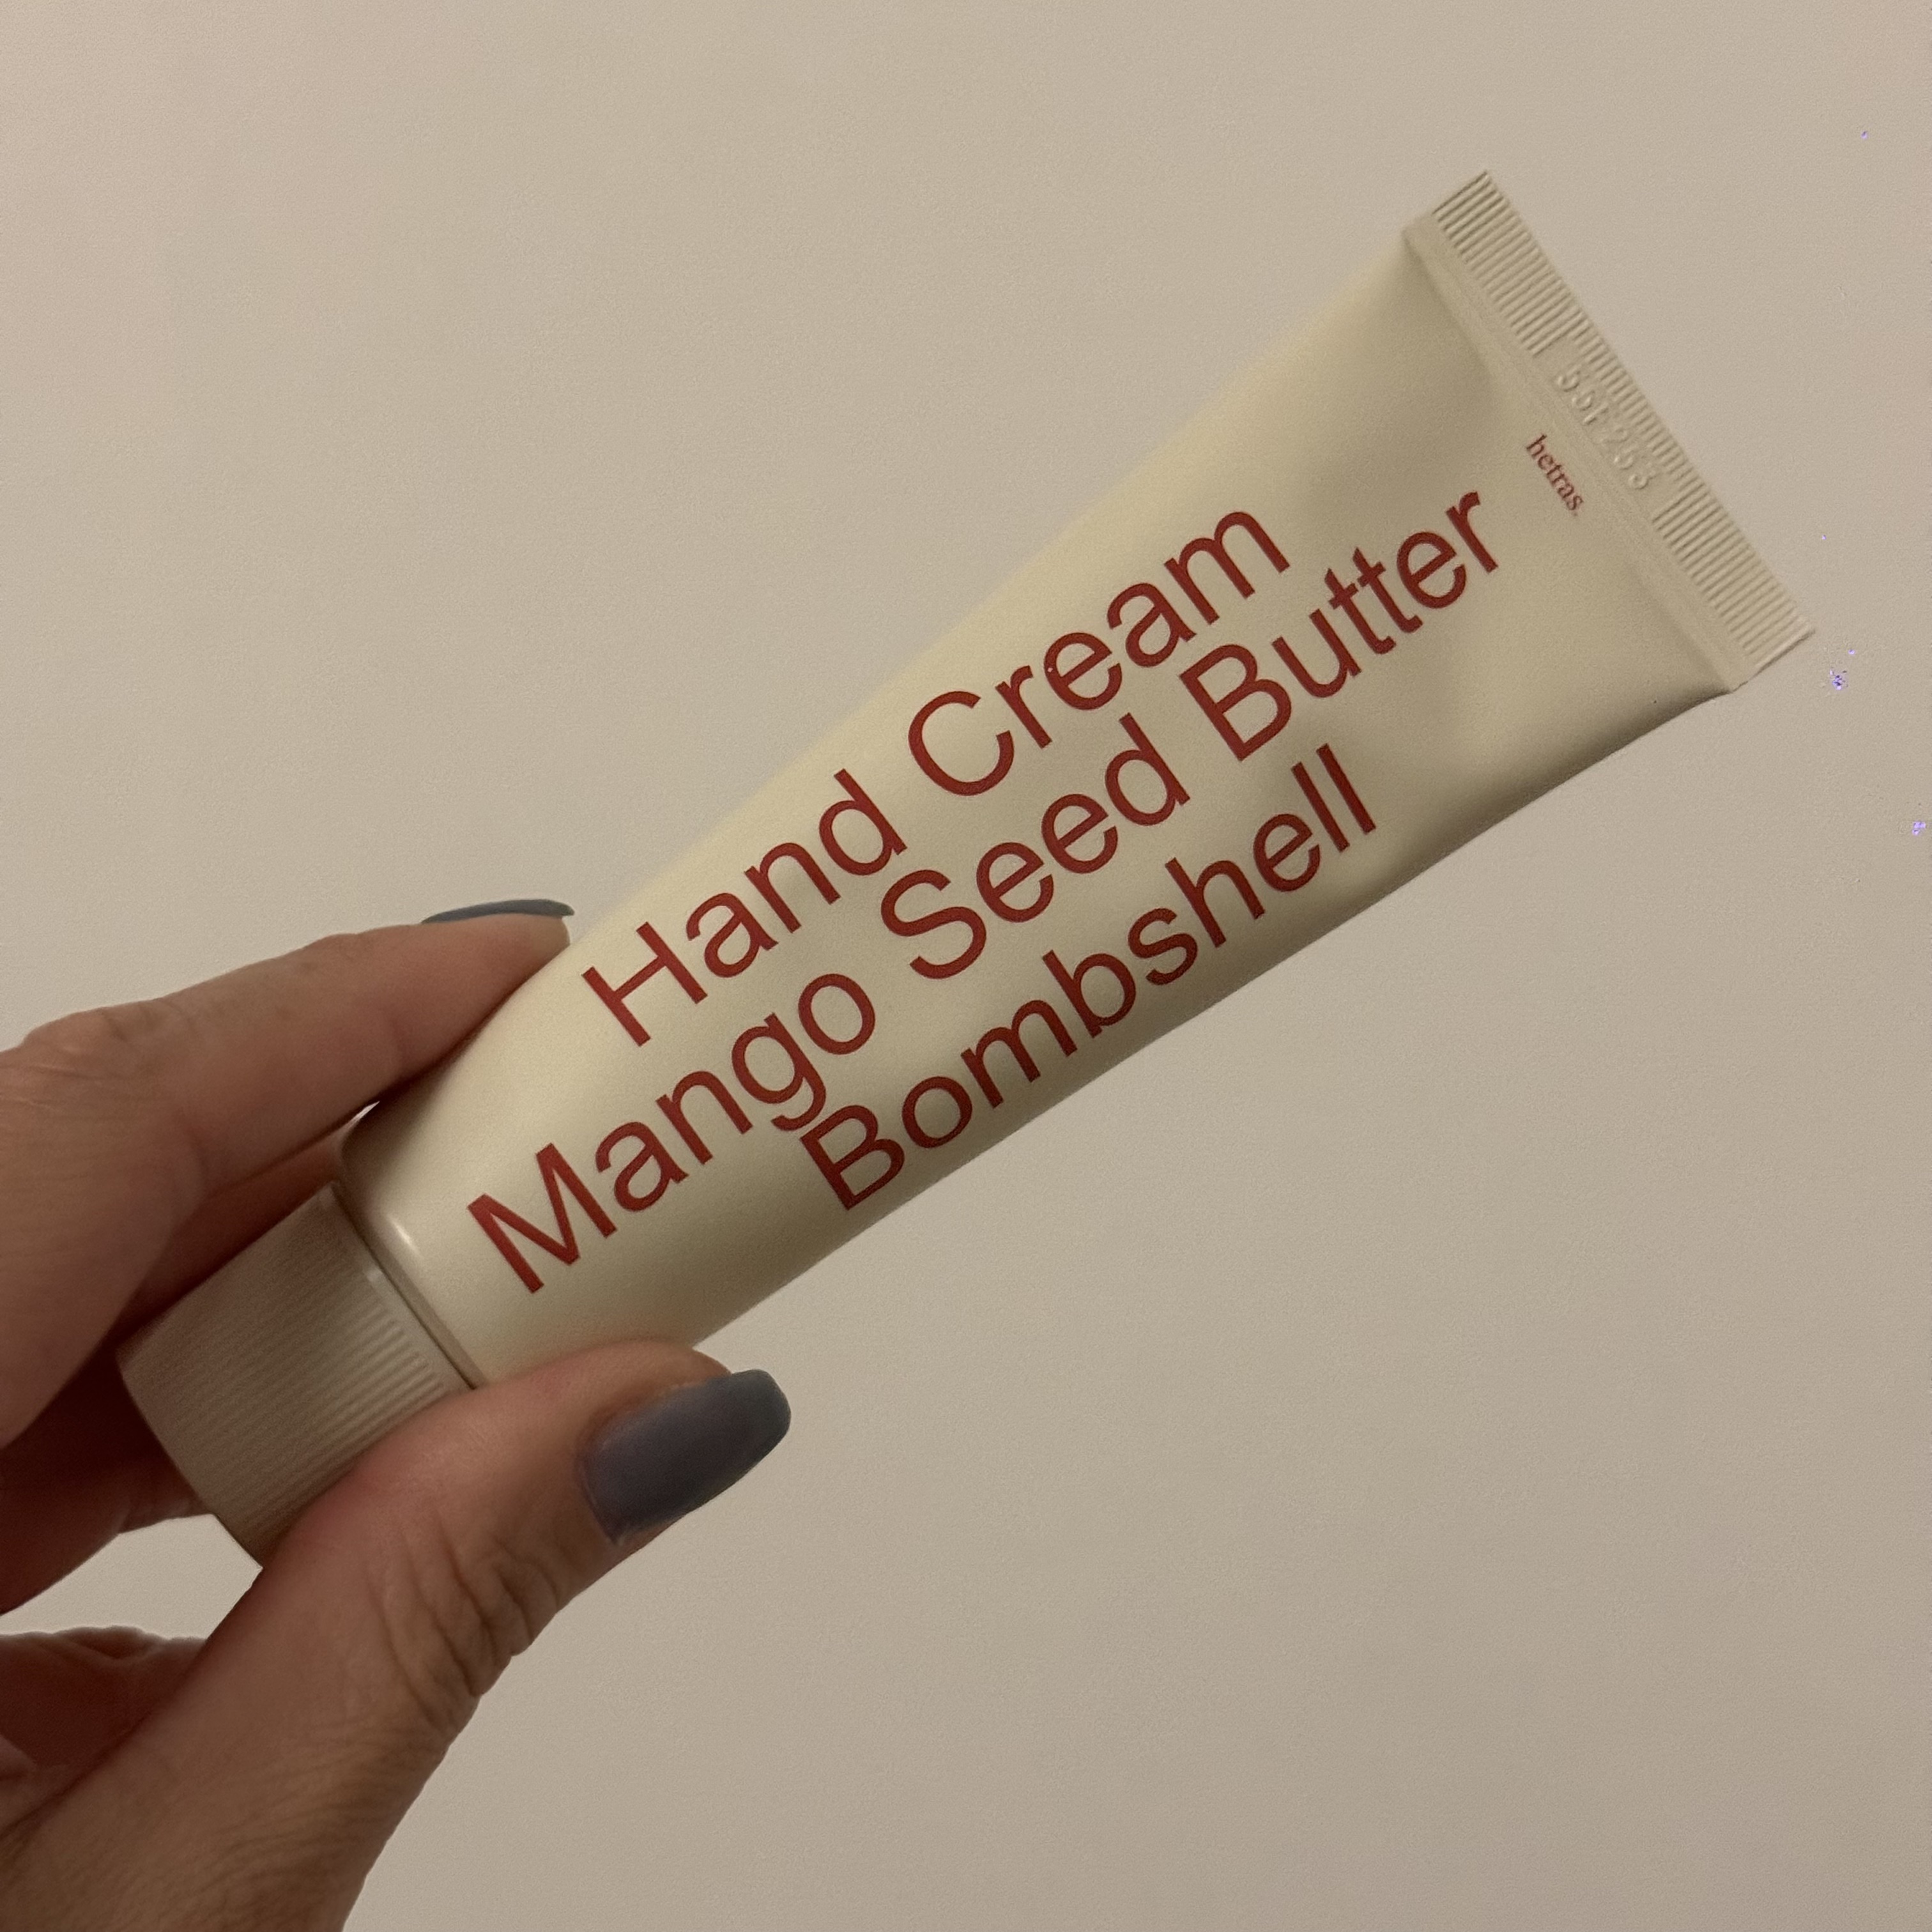 Hand Cream
Mango Seed Butter
Bombshell
hetras.